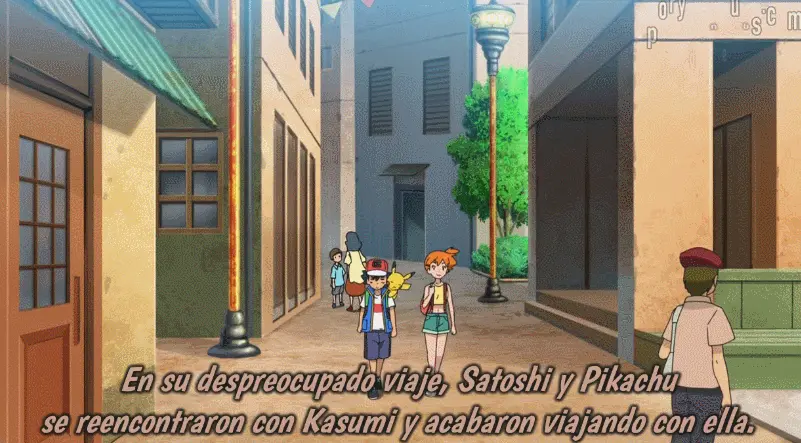 En su despreocupado viaje, Satoshi y Pikachu
se reencontraron con Kasumi y acabaron viajando con ella.